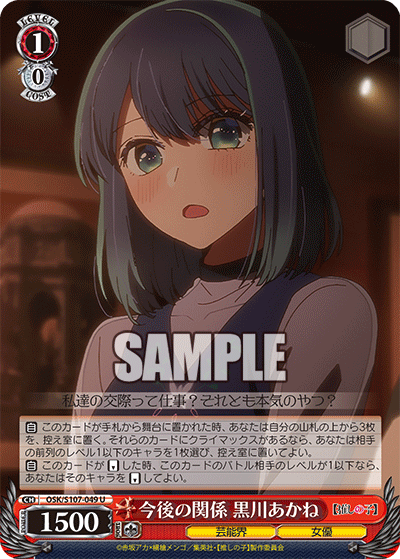 LEVEL
1
0
COST
SAMPLE
私達の交際って仕事?それとも本気のやつ?
自 このカードが手札から舞台に置かれた時、あなたは自分の山札の上から3枚
を、控え室に置く。それらのカードにクライマックスがあるなら、あなたは相手
の前列のレベル1以下のキャラを1枚選び、控え室に置いてよい。
自 このカードが した時、このカードのバトル相手のレベルが1以下なら、
あなたはそのキャラを してよい。
CH OSK/S107-049 U
1500
今後の関係 黒川あかね
【推しの子】
芸能界
女優
©赤坂アカ×横槍メンゴ/集英社・【推しの子】製作委員会